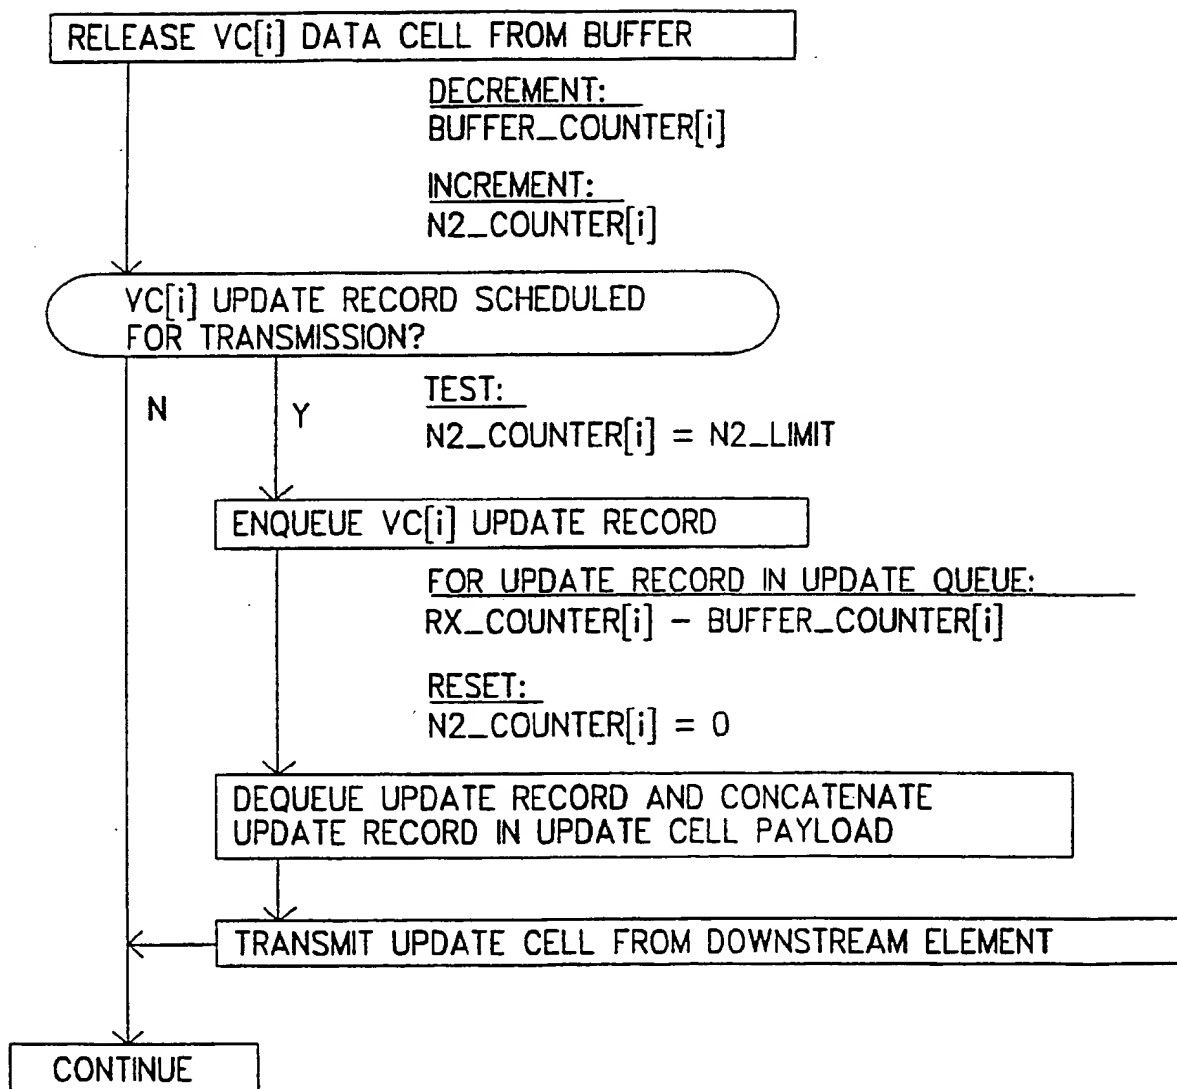 RELEASE VC[i] DATA CELL FROM BUFFER
DECREMENT:
BUFFER_COUNTER[i]
INCREMENT:
N2_COUNTER[i]
VC[i] UPDATE RECORD SCHEDULED
FOR TRANSMISSION?
N
Y
TEST:
N2_COUNTER[i] = N2_LIMIT
ENQUEUE VC[i] UPDATE RECORD
FOR UPDATE RECORD IN UPDATE QUEUE:
RX_COUNTER[i] - BUFFER_COUNTER[i]
RESET:
N2_COUNTER[i] = 0
DEQUEUE UPDATE RECORD AND CONCATENATE
UPDATE RECORD IN UPDATE CELL PAYLOAD
TRANSMIT UPDATE CELL FROM DOWNSTREAM ELEMENT
CONTINUE